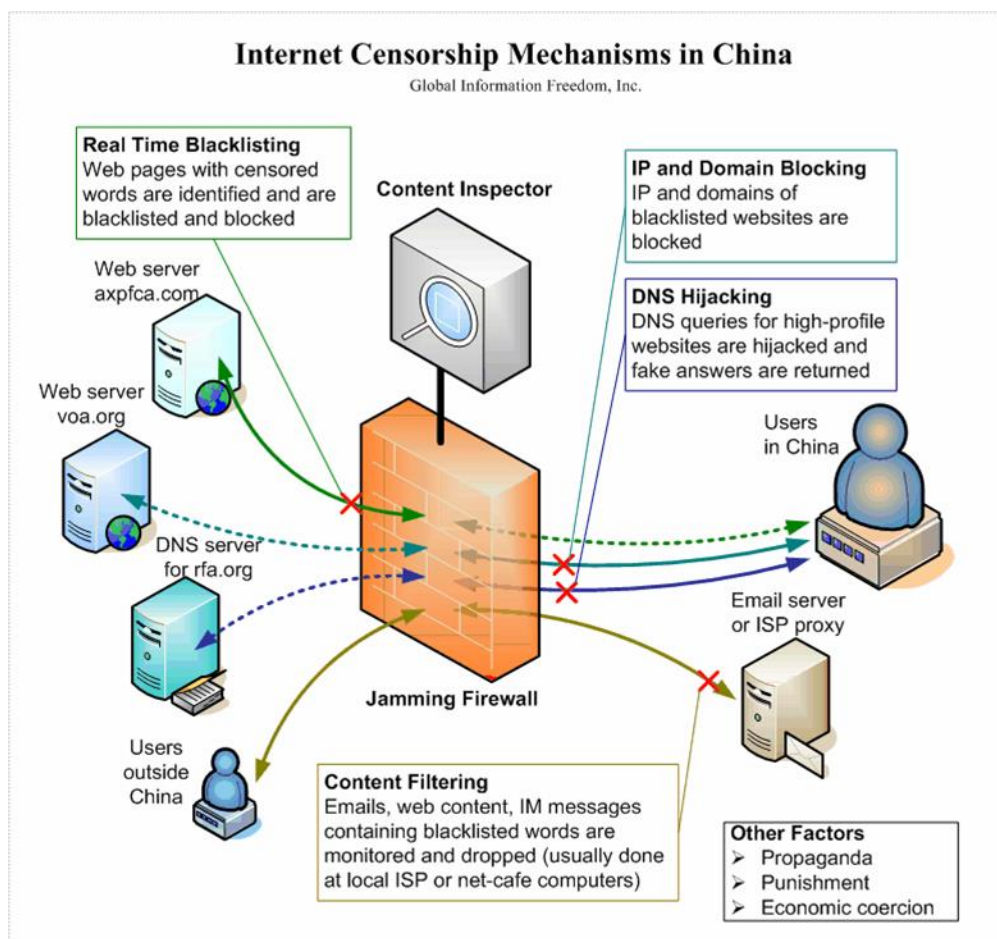 Internet Censorship Mechanisms in China
Global Information Freedom, Inc.
Real Time Blacklisting
Web pages with censored
words are identified and are
blacklisted and blocked
Content Inspector
IP and Domain Blocking
IP and domains of
blacklisted websites are
blocked
DNS Hijacking
DNS queries for high-profile
websites are hijacked and
fake answers are returned
Web server
axpfca.com
Web server
voa.org
DNS server
for rfa.org
Users
outside
China
Jamming Firewall
Users
in China
Email server
or ISP proxy
Content Filtering
Emails, web content, IM messages
containing blacklisted words are
monitored and dropped (usually done
at local ISP or net-cafe computers)
Other Factors
➢ Propaganda
➢ Punishment
➢ Economic coercion